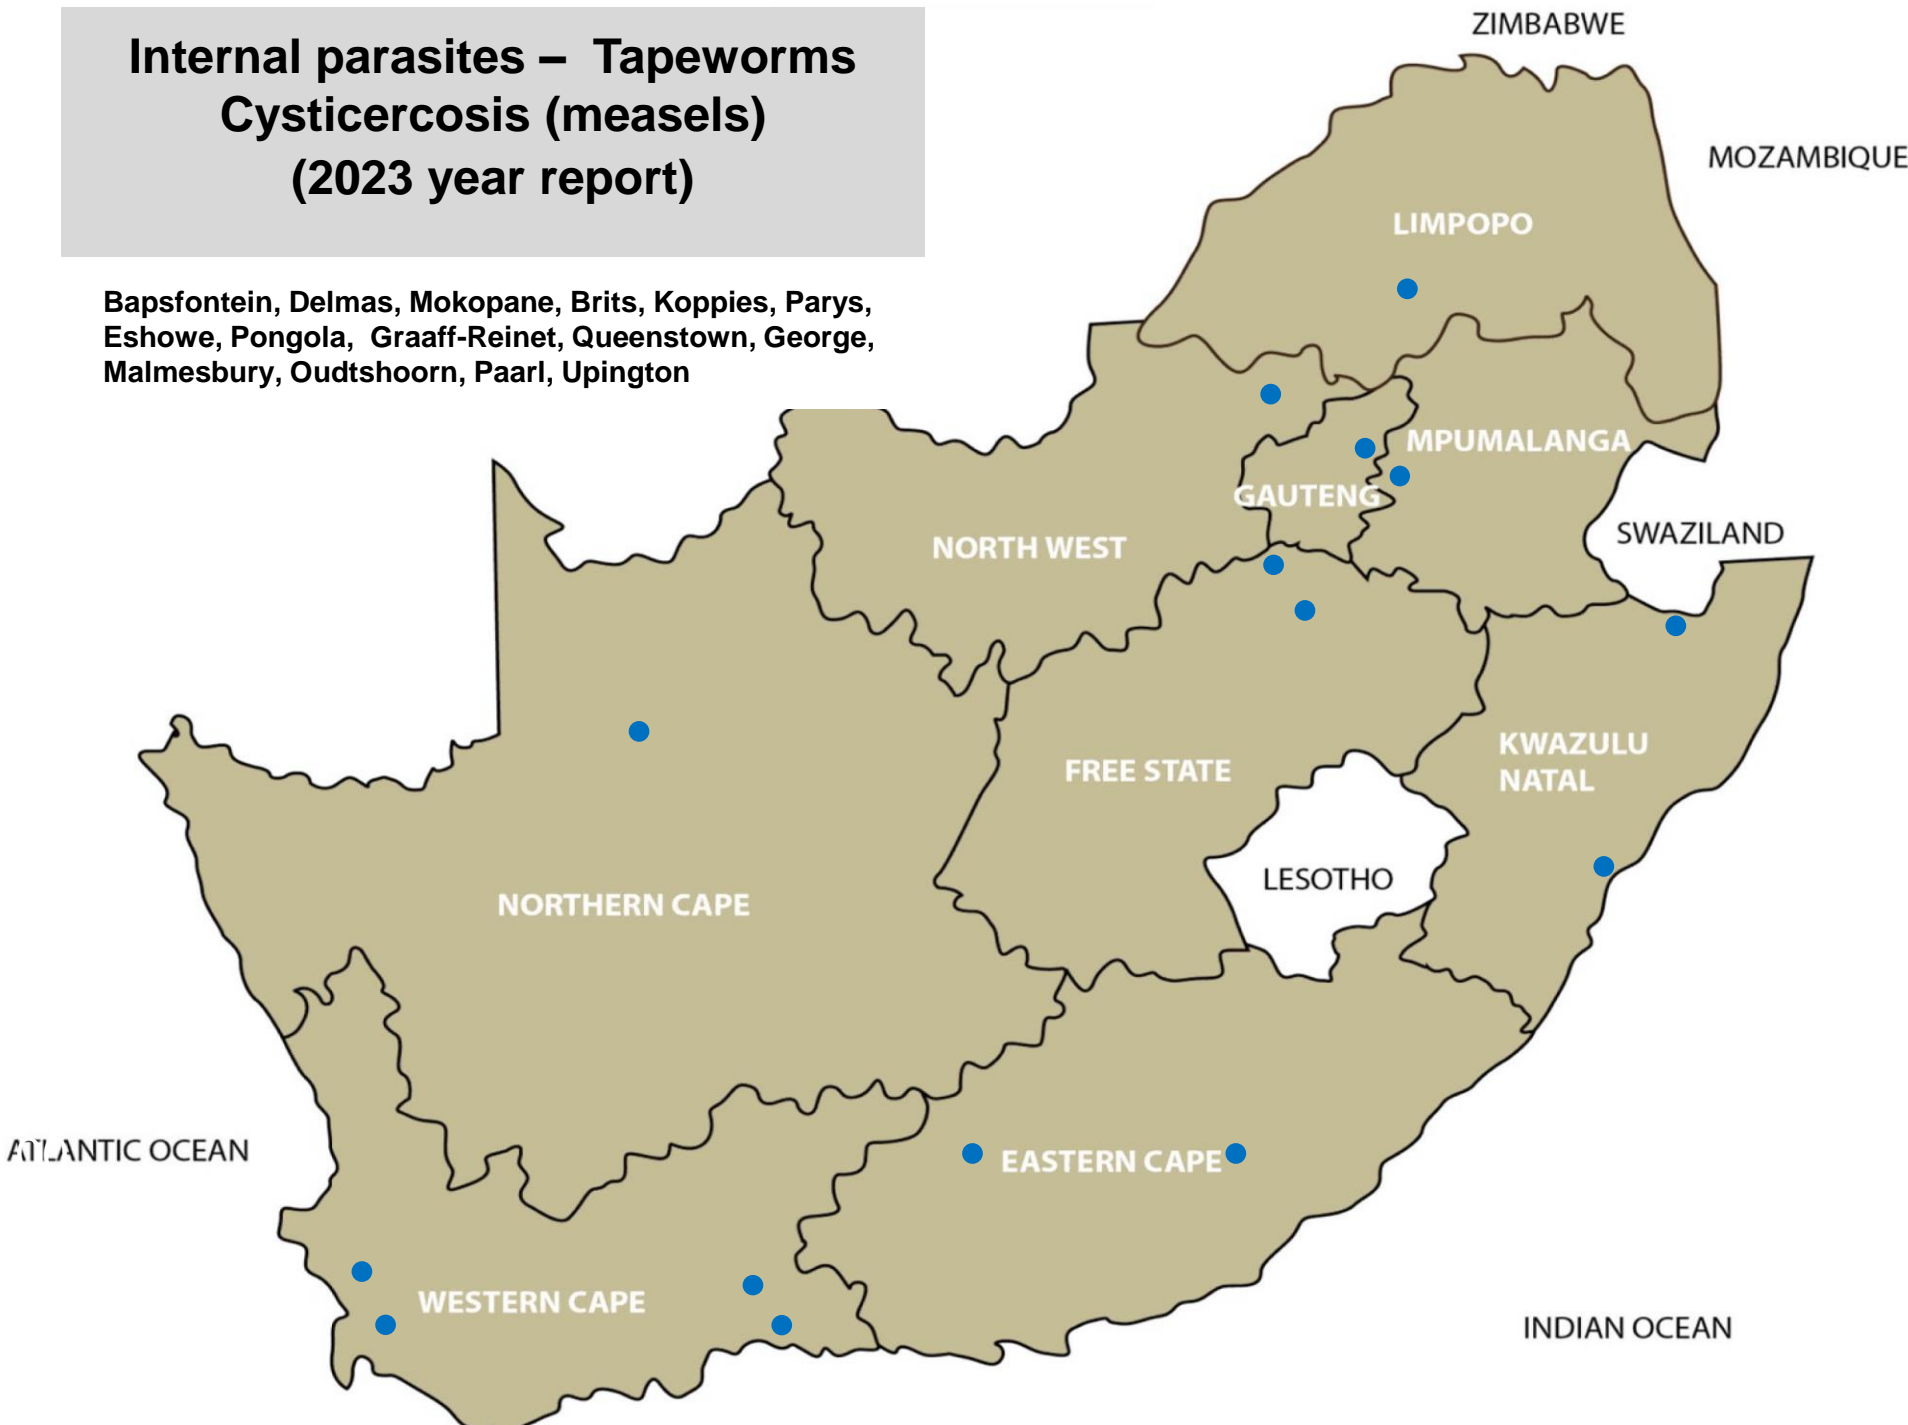 Internal parasites – Tapeworms
Cysticercosis (measels)
(2023 year report)
Bapsfontein, Delmas, Mokopane, Brits, Koppies, Parys,
Eshowe, Pongola, Graaff-Reinet, Queenstown, George,
Malmesbury, Oudtshoorn, Paarl, Upington
ZIMBABWE
MOZAMBIQUE
LIMPOPO
MPUMALANGA
GAUTENG
SWAZILAND
NORTH WEST
KWAZULU
NATAL
FREE STATE
LESOTHO
NORTHERN CAPE
ATLANTIC OCEAN
EASTERN CAPE
WESTERN CAPE
INDIAN OCEAN